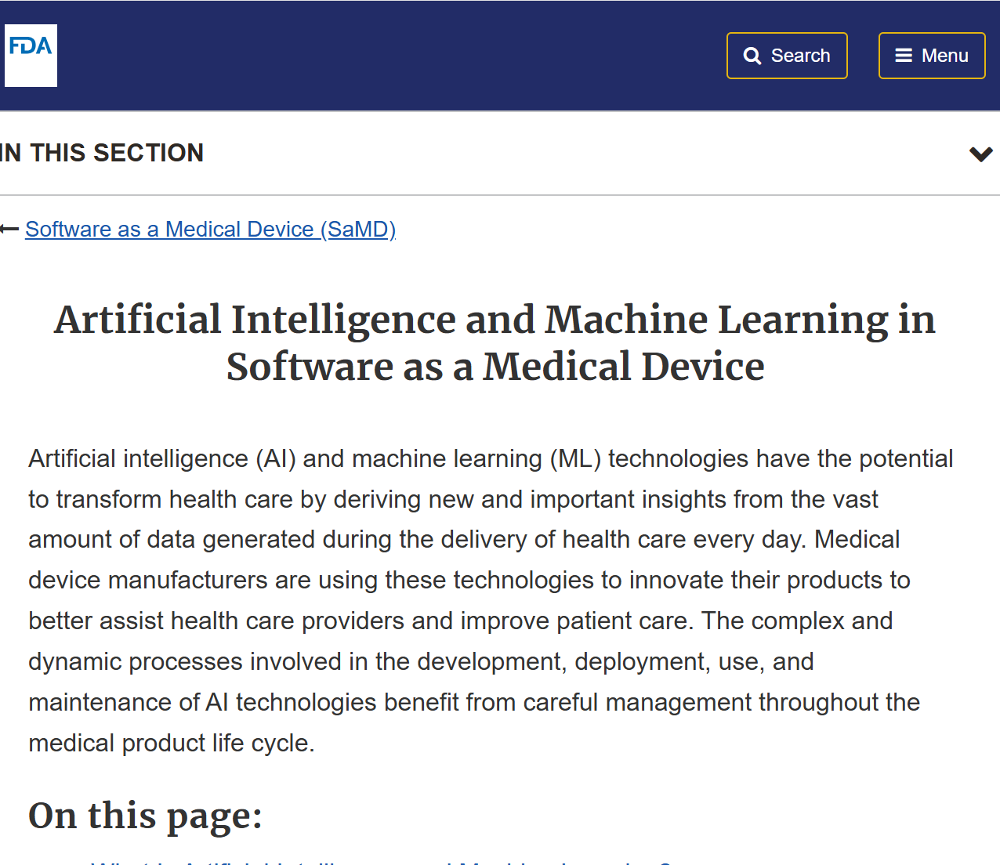 FDA
Search
Menu
IN THIS SECTION
Software as a Medical Device (SaMD)
Artificial Intelligence and Machine Learning in
Software as a Medical Device
Artificial intelligence (AI) and machine learning (ML) technologies have the potential
to transform health care by deriving new and important insights from the vast
amount of data generated during the delivery of health care every day. Medical
device manufacturers are using these technologies to innovate their products to
better assist health care providers and improve patient care. The complex and
dynamic processes involved in the development, deployment, use, and
maintenance of AI technologies benefit from careful management throughout the
medical product life cycle.
On this page: